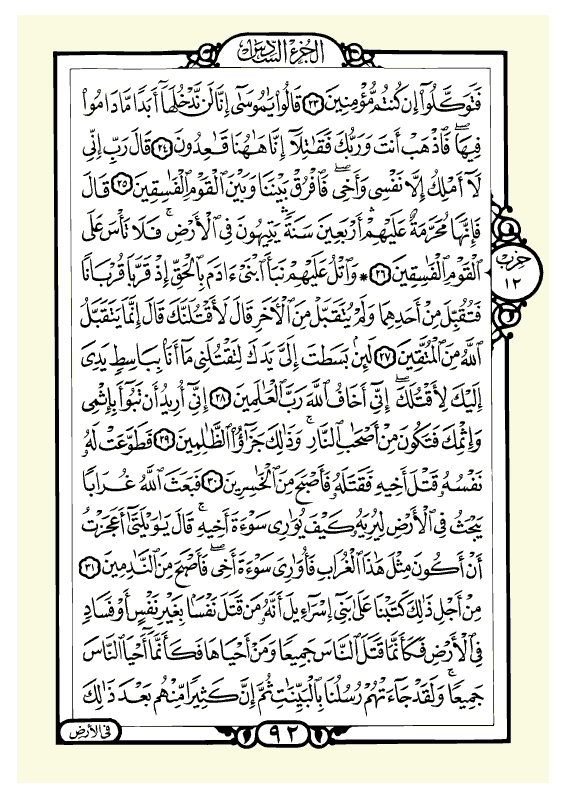 الجزء السادس
فَتَوَكَّلُوٓا۟ إِن كُنتُم مُّؤْمِنِينَ ٢٣ قَالُوا۟ يَٰمُوسَىٰٓ إِنَّا لَن نَّدْخُلَهَآ أَبَدًا مَّا دَامُوا۟
فِيهَا ۖ فَٱذْهَبْ أَنتَ وَرَبُّكَ فَقَٰتِلَآ إِنَّا هَٰهُنَا قَٰعِدُونَ ٢٤ قَالَ رَبِّ إِنِّى
لَآ أَمْلِكُ إِلَّا نَفْسِى وَأَخِى ۖ فَٱفْرُقْ بَيْنَنَا وَبَيْنَ ٱلْقَوْمِ ٱلْفَٰسِقِينَ ٢٥ قَالَ
فَإِنَّهَا مُحَرَّمَةٌ عَلَيْهِمْ ۛ أَرْبَعِينَ سَنَةً ۛ يَتِيهُونَ فِى ٱلْأَرْضِ ۚ فَلَا تَأْسَ عَلَى
ٱلْقَوْمِ ٱلْفَٰسِقِينَ ٢٦ * وَٱتْلُ عَلَيْهِمْ نَبَأَ ٱبْنَىْ ءَادَمَ بِٱلْحَقِّ إِذْ قَرَّبَا قُرْبَانًا
فَتُقُبِّلَ مِنْ أَحَدِهِمَا وَلَمْ يُتَقَبَّلْ مِنَ ٱلْءَاخَرِ قَالَ لَأَقْتُلَنَّكَ قَالَ إِنَّمَا يَتَقَبَّلُ
ٱللَّهُ مِنَ ٱلْمُتَّقِينَ ٢٧ لَئِنۢ بَسَطتَ إِلَىَّ يَدَكَ لِتَقْتُلَنِى مَآ أَنَا۠ بِبَاسِطٍ يَدِىَ
إِلَيْكَ لِأَقْتُلَكَ ۖ إِنِّىٓ أَخَافُ ٱللَّهَ رَبَّ ٱلْعَٰلَمِينَ ٢٨ إِنِّىٓ أُرِيدُ أَن تَبُوٓأَ بِإِثْمِى
وَإِثْمِكَ فَتَكُونَ مِنْ أَصْحَٰبِ ٱلنَّارِ ۚ وَذَٰلِكَ جَزَٰٓؤُا۟ ٱلظَّٰلِمِينَ ٢٩ فَطَوَّعَتْ لَهُۥ
نَفْسُهُۥ قَتْلَ أَخِيهِ فَقَتَلَهُۥ فَأَصْبَحَ مِنَ ٱلْخَٰسِرِينَ ٣٠ فَبَعَثَ ٱللَّهُ غُرَابًا
يَبْحَثُ فِى ٱلْأَرْضِ لِيُرِيَهُۥ كَيْفَ يُوَٰرِى سَوْءَةَ أَخِيهِ ۚ قَالَ يَٰوَيْلَتَىٰٓ أَعَجَزْتُ
أَنْ أَكُونَ مِثْلَ هَٰذَا ٱلْغُرَابِ فَأُوَٰرِىَ سَوْءَةَ أَخِى ۖ فَأَصْبَحَ مِنَ ٱلنَّٰدِمِينَ ٣١
مِنْ أَجْلِ ذَٰلِكَ كَتَبْنَا عَلَىٰ بَنِىٓ إِسْرَٰٓءِيلَ أَنَّهُۥ مَن قَتَلَ نَفْسًۢا بِغَيْرِ نَفْسٍ أَوْ فَسَادٍ
فِى ٱلْأَرْضِ فَكَأَنَّمَا قَتَلَ ٱلنَّاسَ جَمِيعًا وَمَنْ أَحْيَاهَا فَكَأَنَّمَآ أَحْيَا ٱلنَّاسَ
جَمِيعًا ۚ وَلَقَدْ جَآءَتْهُمْ رُسُلُنَا بِٱلْبَيِّنَٰتِ ثُمَّ إِنَّ كَثِيرًا مِّنْهُم بَعْدَ ذَٰلِكَ
حزب
١٢
في الأرض
٩٢